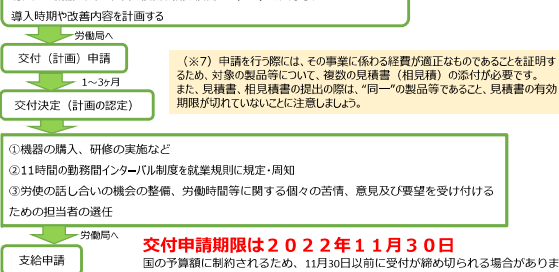 導入時期や改善内容を計画する
労働局へ
交付（計画）申請
1～3ヶ月
交付決定（計画の認定）
（※7）申請を行う際には、その事業に係わる経費が適正なものであることを証明す
るため、対象の製品等について、複数の見積書（相見積）の添付が必要です。
また、見積書、相見積書の提出の際は、“同一”の製品等であること、見積書の有効
期限が切れていないことに注意しましょう。
①機器の購入、研修の実施など
②11時間の勤務間インターバル制度を就業規則に規定・周知
③労使の話し合いの機会の整備、労働時間等に関する個々の苦情、意見及び要望を受け付ける
ための担当者の選任
労働局へ
支給申請
交付申請期限は２０２２年１１月３０日
国の予算額に制約されるため、11月30日以前に受付が締め切られる場合がありま